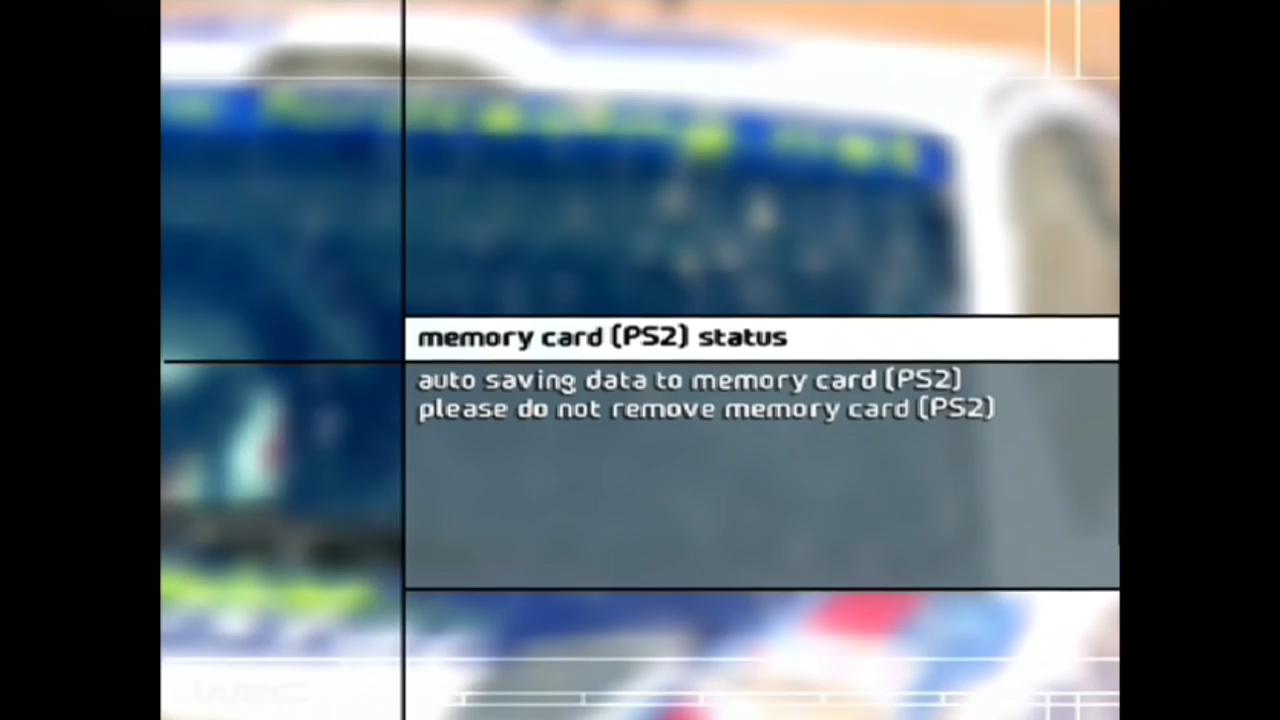 memory card (PS2) status
auto saving data to memory card (PS2)
please do not remove memory card (PS2)